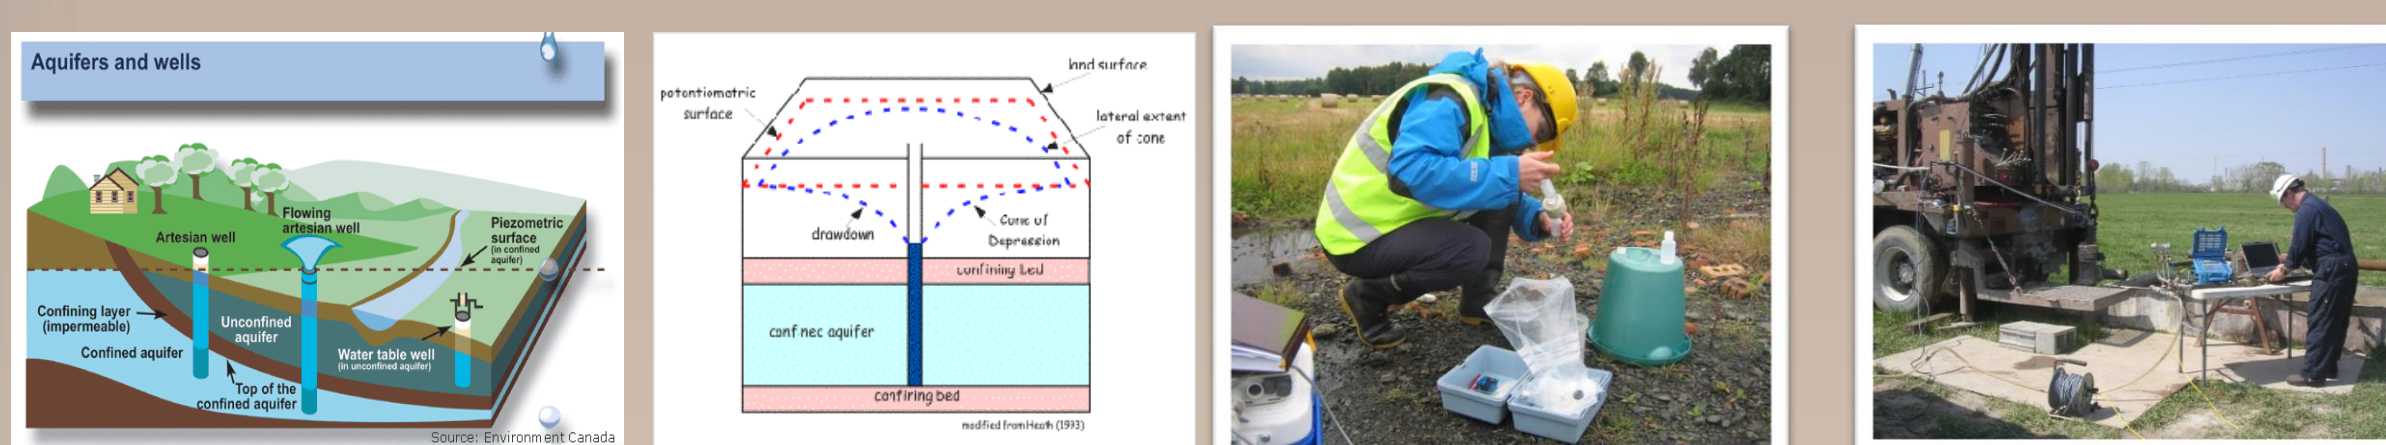 Aquifers and wells
Flowing
artesian well
Artesian well
Piezometric
surface
(in confined
aquifer)
Confining layer
(impermeable)
Unconfined
aquifer
Confined aquifer
Water table well
(in unconfined aquifer)
Top of the
confined aquifer
Source: Environment Canada
land surface
potentiometric
surface
lateral extent
of cone
drawdown
Cone of
Depression
confining bed
aquifer
confining bed
modified from Heath (1993)